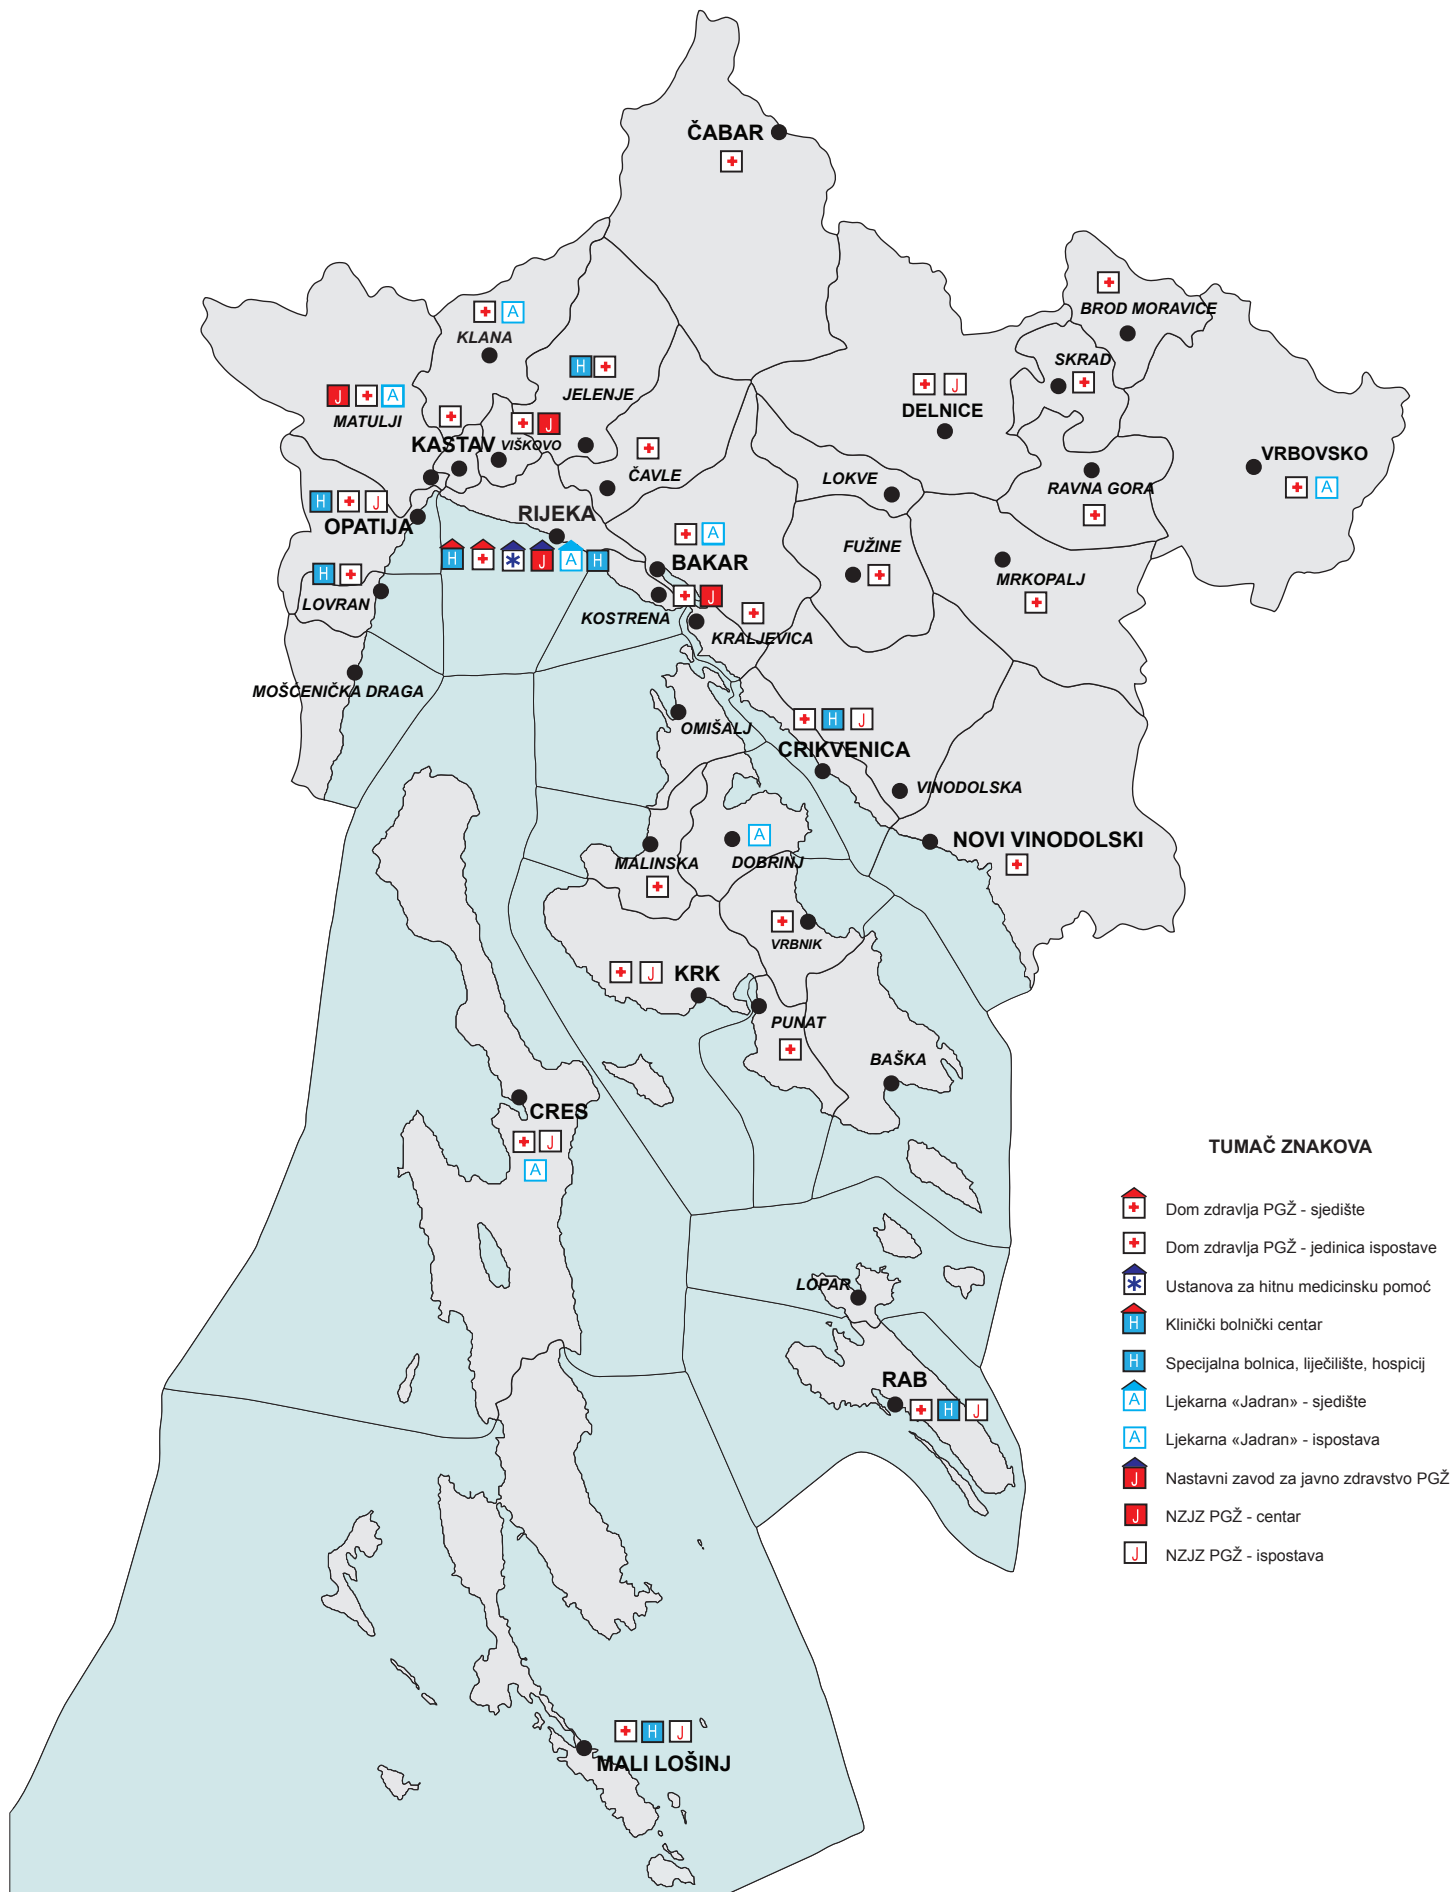 ČABAR
BROD MORAVICE
KLANA
SKRAD
JELENJE
DELNICE
MATULJI
KASTAV
VIŠKOVO
VRBOVSKO
ČAVLE
LOKVE
RAVNA GORA
OPATIJA
RIJEKA
FUŽINE
BAKAR
MRKOPALJ
LOVRAN
KOSTRENA
KRALJEVICA
MOŠĆENIČKA DRAGA
OMIŠALJ
CRIKVENICA
VINODOLSKA
NOVI VINODOLSKI
MALINSKA
DOBRINJ
VRBNIK
KRK
PUNAT
BAŠKA
CRES
LOPAR
RAB
MALI LOŠINJ
TUMAČ ZNAKOVA
Dom zdravlja PGŽ - sjedište
Dom zdravlja PGŽ - jedinica ispostave
Ustanova za hitnu medicinsku pomoć
H Klinički bolnički centar
H Specijalna bolnica, liječilište, hospicij
A Ljekarna «Jadran» - sjedište
A Ljekarna «Jadran» - ispostava
J Nastavni zavod za javno zdravstvo PGŽ
J NZJZ PGŽ - centar
J NZJZ PGŽ - ispostava